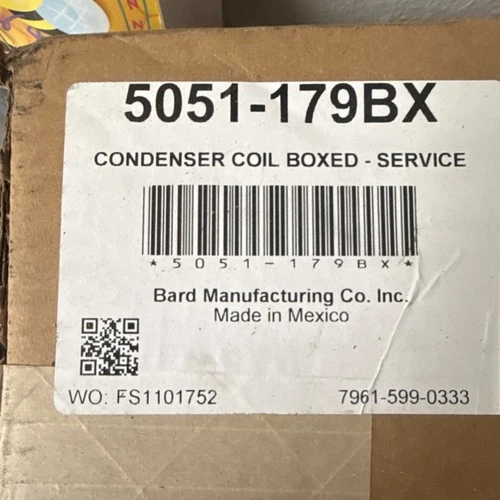 5051-179BX
CONDENSER COIL BOXED - SERVICE
*5051-179BX*
Bard Manufacturing Co. Inc.
Made in Mexico
WO: FS1101752
7961-599-0333